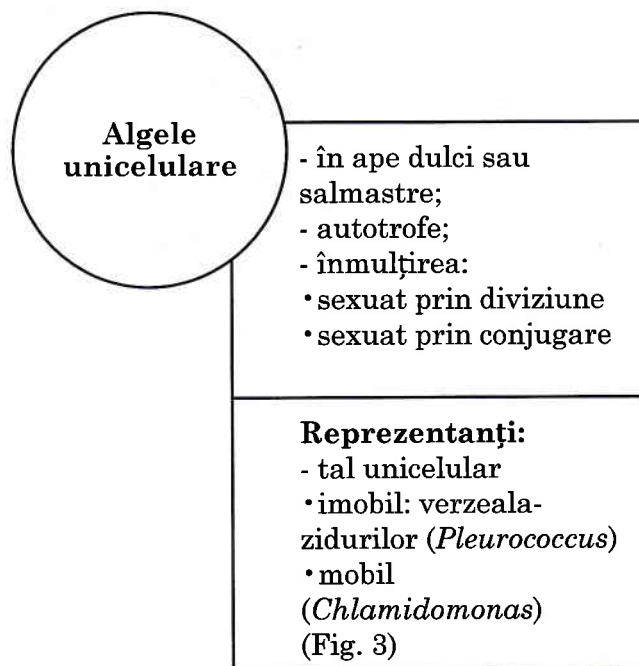 Algele
unicelulare
- în ape dulci sau
salmastre;
- autotrofe;
- înmulțirea:
• sexuat prin diviziune
• sexuat prin conjugare
Reprezentanți:
- tal unicelular
• imobil: verzeala-
zidurilor (Pleurococcus)
• mobil
(Chlamidomonas)
(Fig. 3)